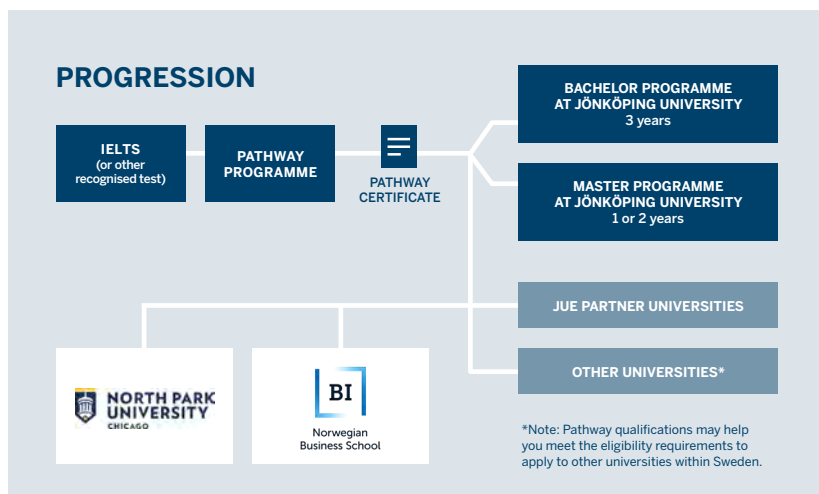 PROGRESSION
IELTS
(or other
recognised test)
PATHWAY
PROGRAMME
PATHWAY
CERTIFICATE
BACHELOR PROGRAMME
AT JÖNKÖPING UNIVERSITY
3 years
MASTER PROGRAMME
AT JÖNKÖPING UNIVERSITY
1 or 2 years
JUE PARTNER UNIVERSITIES
OTHER UNIVERSITIES*
NORTH PARK
UNIVERSITY
CHICAGO
BI
Norwegian
Business School
*Note: Pathway qualifications may help
you meet the eligibility requirements to
apply to other universities within Sweden.